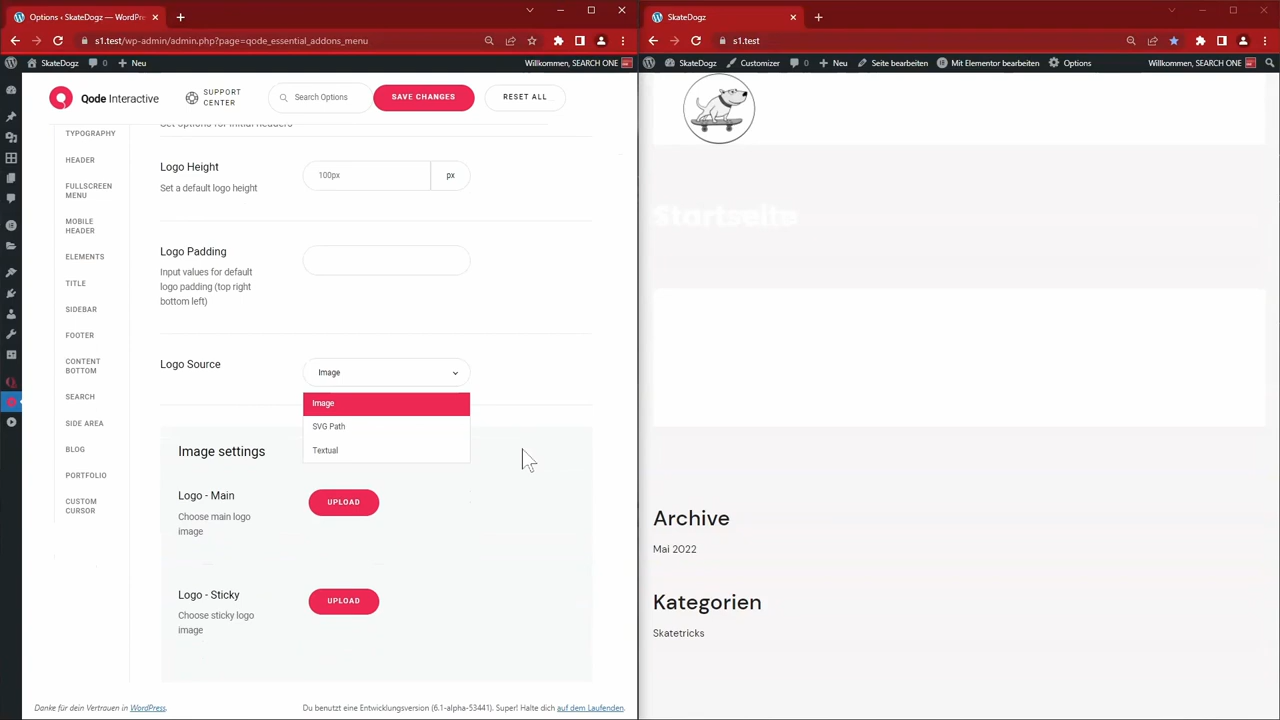 Options ‹ SkateDogz — WordPr
s1.test/wp-admin/admin.php?page=qode_essential_addons_menu
SkateDogz
0
Neu
Willkommen, SEARCH ONE
Qode Interactive
SUPPORT
CENTER
Search Options
SAVE CHANGES
RESET ALL
Set options for initial headers
TYPOGRAPHY
HEADER
FULLSCREEN
MENU
MOBILE
HEADER
ELEMENTS
TITLE
SIDEBAR
FOOTER
CONTENT
BOTTOM
SEARCH
SIDE AREA
BLOG
PORTFOLIO
CUSTOM
CURSOR
Logo Height
Set a default logo height
100px
px
Logo Padding
Input values for default
logo padding (top right
bottom left)
Logo Source
Image
Image
SVG Path
Textual
Image settings
Logo - Main
Choose main logo
image
UPLOAD
Logo - Sticky
Choose sticky logo
image
UPLOAD
Danke für dein Vertrauen in WordPress.
Du benutzt eine Entwicklungsversion (6.1-alpha-53441). Super! Halte dich auf dem Laufenden.
SkateDogz
s1.test
SkateDogz
Customizer
0
Neu
Seite bearbeiten
Mit Elementor bearbeiten
Options
Willkommen, SEARCH ONE
Startseite
Archive
Mai 2022
Kategorien
Skatetricks